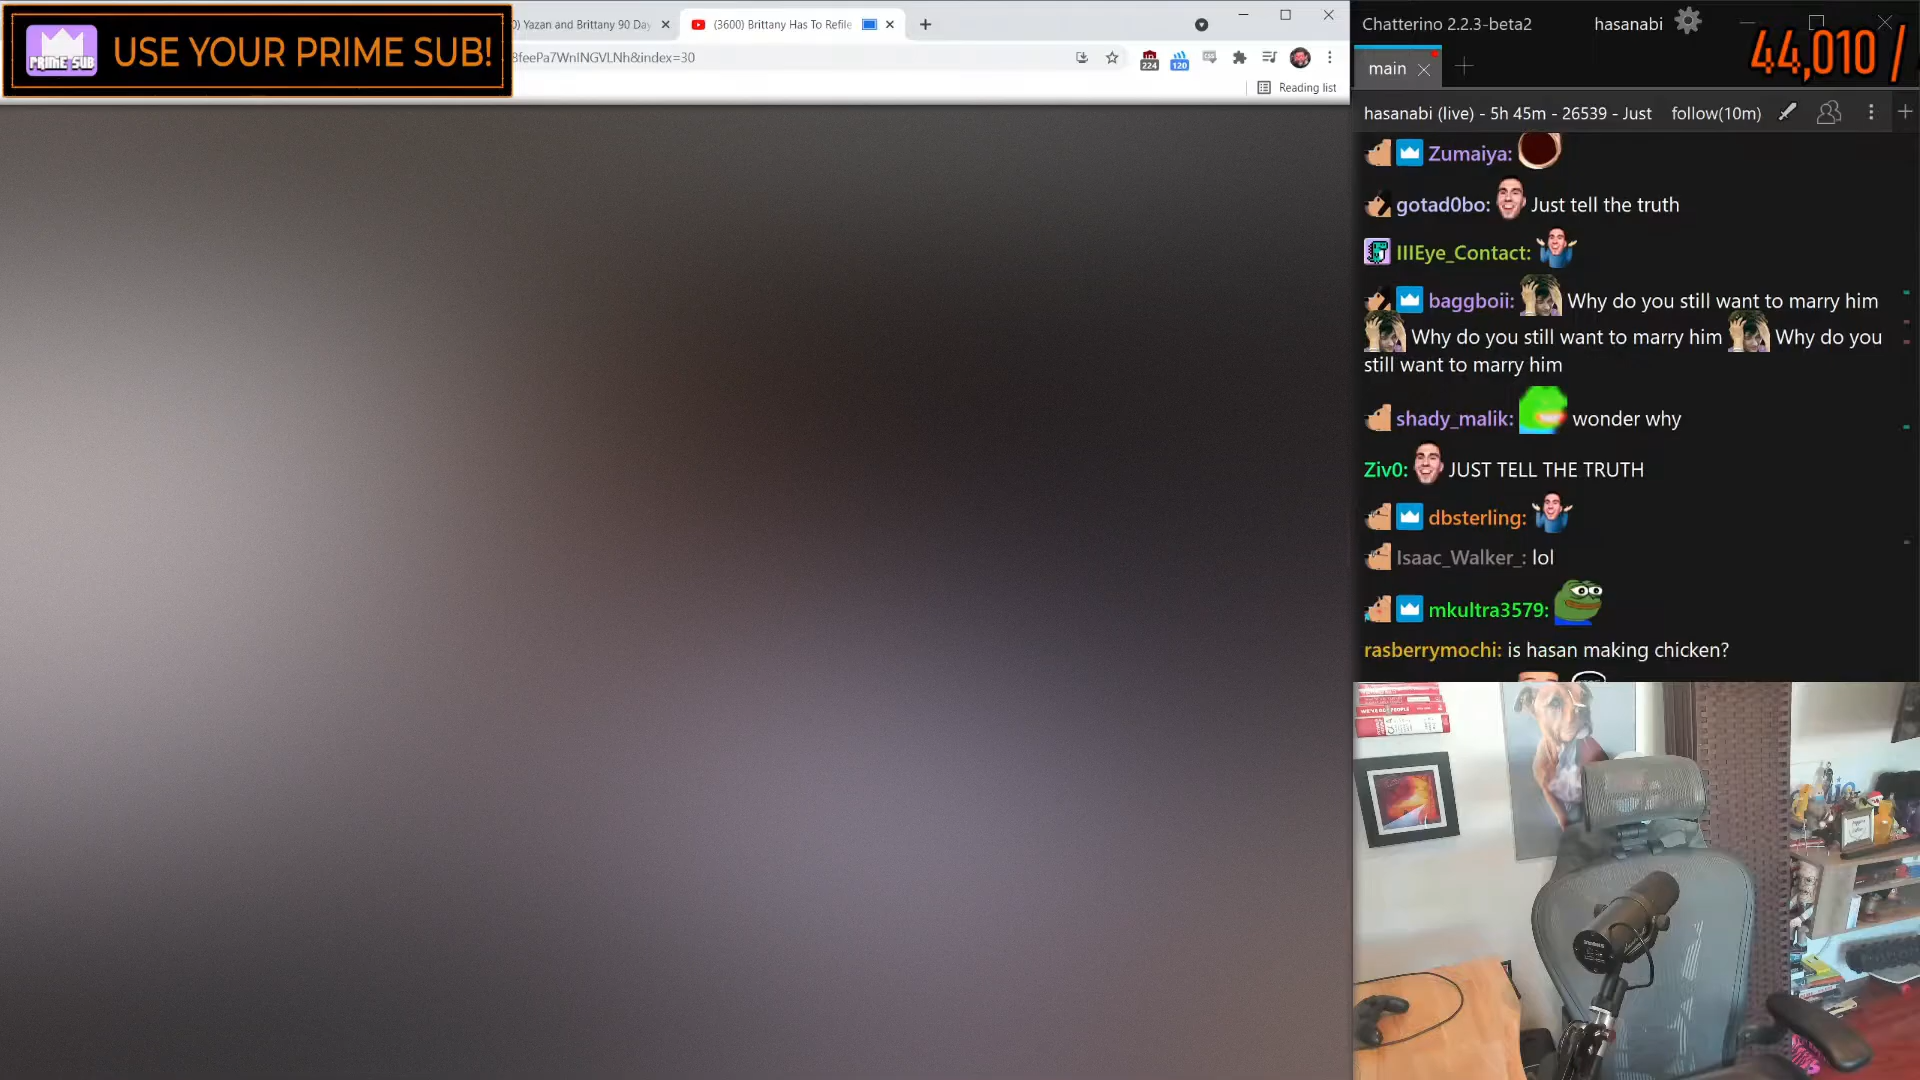 PRIME SUB
USE YOUR PRIME SUB!
) Yazan and Brittany 90 Day
(3600) Brittany Has To Refile
8feePa7WnINGVLNh&index=30
224
120
Reading list
Chatterino 2.2.3-beta2
hasanabi
44,010 /
main
hasanabi (live) - 5h 45m - 26539 - Just
follow(10m)
Zumaiya:
gotad0bo: Just tell the truth
IIIEye_Contact:
baggboii: Why do you still want to marry him
Why do you still want to marry him Why do you
still want to marry him
shady_malik: wonder why
Ziv0: JUST TELL THE TRUTH
dbsterling:
Isaac_Walker_: lol
mkultra3579:
rasberrymochi: is hasan making chicken?